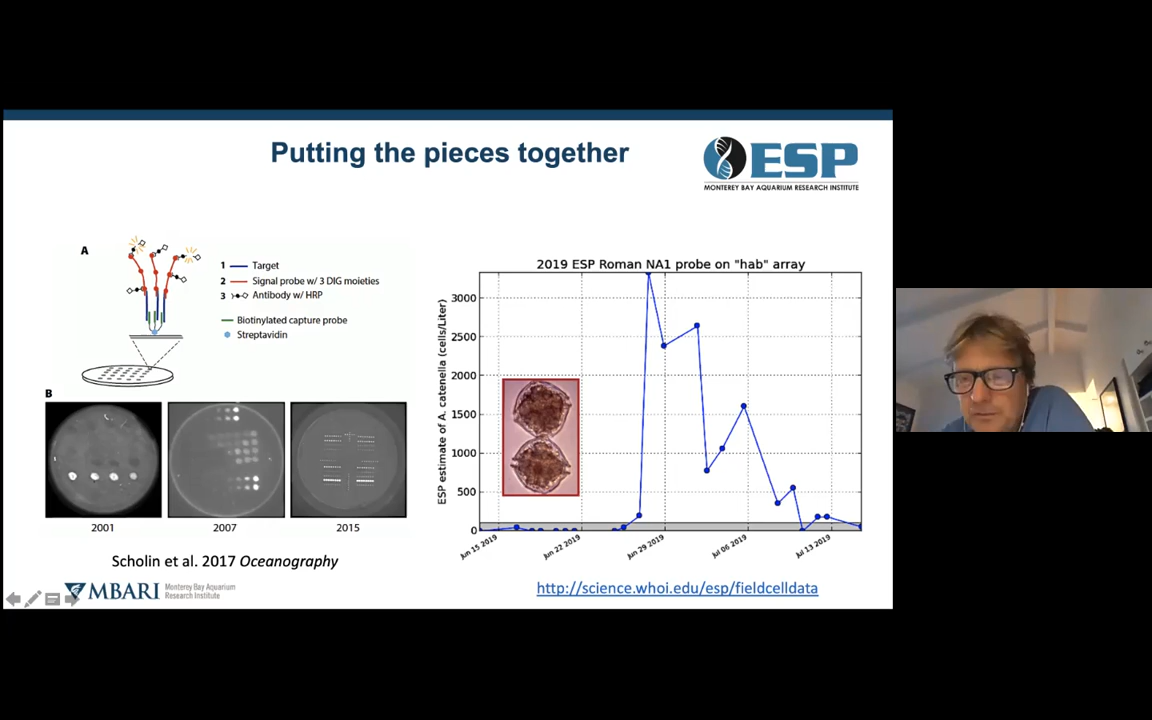 Putting the pieces together
ESP
MONTEREY BAY AQUARIUM RESEARCH INSTITUTE
A
1 Target
2 Signal probe w/ 3 DIG moieties
3 Antibody w/ HRP
Biotinylated capture probe
Streptavidin
B
2001
2007
2015
Scholin et al. 2017 Oceanography
MBARI
Monterey Bay Aquarium
Research Institute
2019 ESP Roman NA1 probe on "hab" array
ESP estimate of A. catenella (cells/Liter)
3000
2500
2000
1500
1000
500
0
Jun 15 2019
Jun 22 2019
Jun 29 2019
Jul 06 2019
Jul 13 2019
http://science.whoi.edu/esp/fieldcelldata